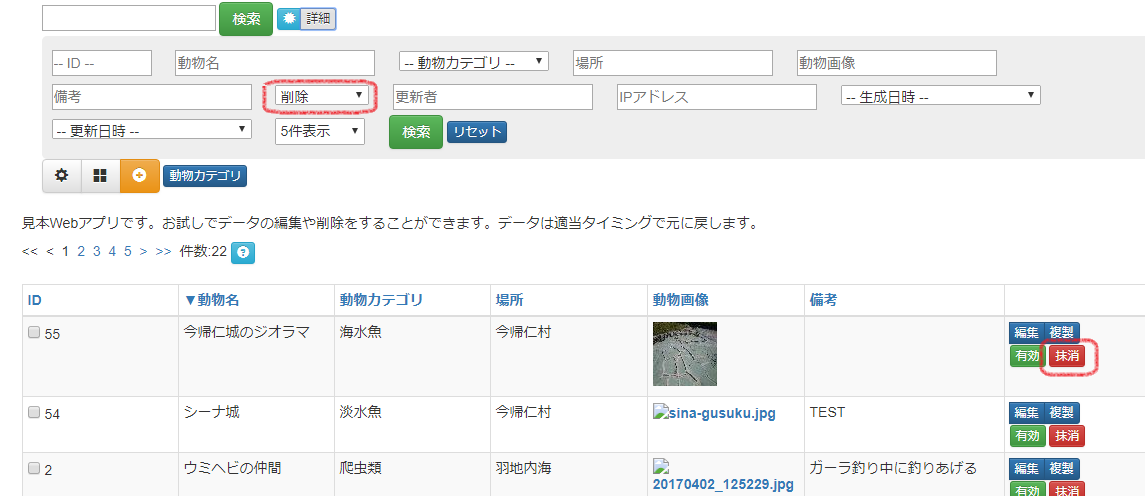 検索 詳細
-- ID -- 動物名 -- 動物カテゴリ -- 場所 動物画像
備考 削除 更新者 IPアドレス -- 生成日時 --
-- 更新日時 -- 5件表示 検索 リセット
動物カテゴリ
見本Webアプリです。お試しでデータの編集や削除をすることができます。データは適当タイミングで元に戻します。
<< < 1 2 3 4 5 > >> 件数:22 ?
ID ▼動物名 動物カテゴリ 場所 動物画像 備考
55 今帰仁城のジオラマ 海水魚 今帰仁村 編集 複製
有効 抹消
54 シーナ城 淡水魚 今帰仁村 sina-gusuku.jpg TEST 編集 複製
有効 抹消
2 ウミヘビの仲間 爬虫類 羽地内海 ガーラ釣り中に釣りあげる 編集 複製
20170402_125229.jpg 有効 抹消